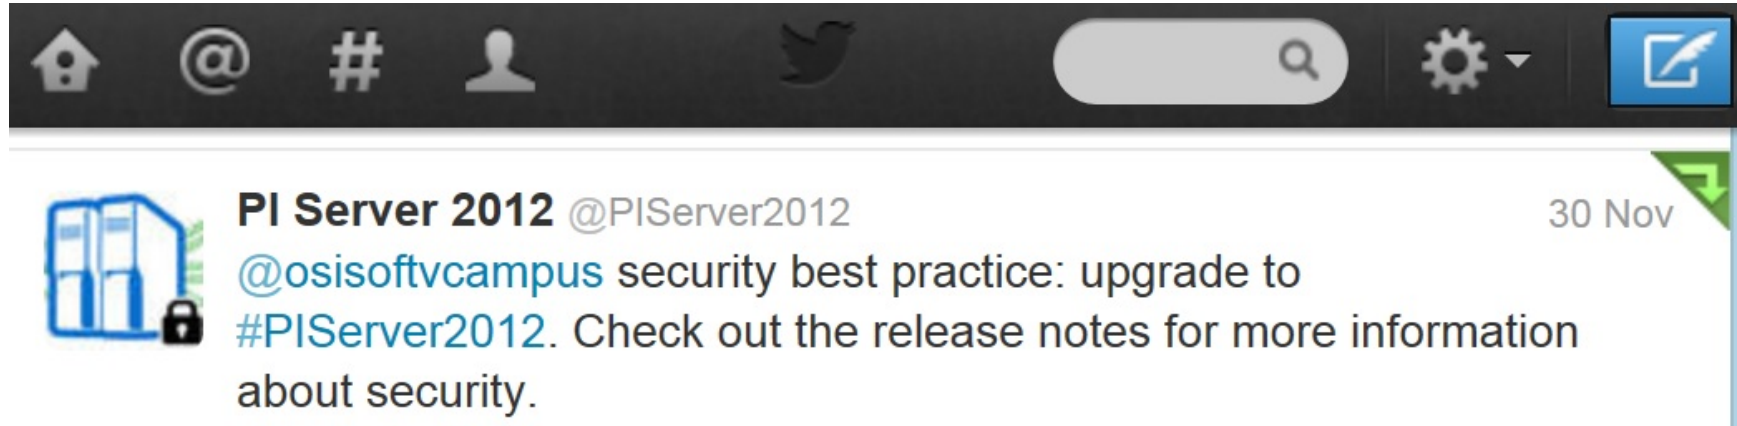 PI Server 2012 @PIServer2012 30 Nov
@osisoftvcampus security best practice: upgrade to
#PIServer2012. Check out the release notes for more information
about security.